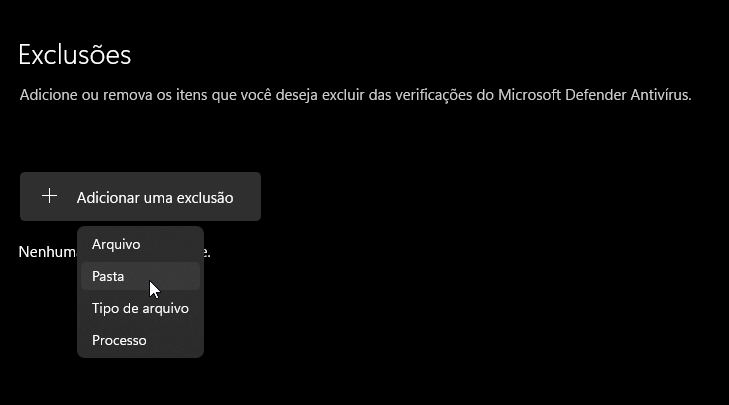 Exclusões
Adicione ou remova os itens que você deseja excluir das verificações do Microsoft Defender Antivírus.
Adicionar uma exclusão
Nenhum
Arquivo
Pasta
Tipo de arquivo
Processo